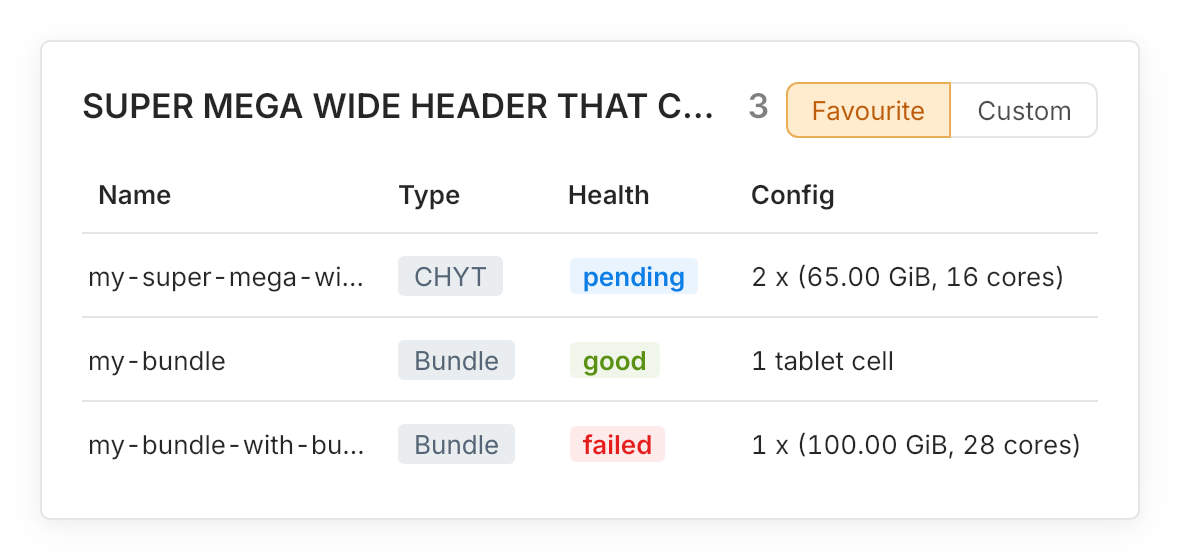 SUPER MEGA WIDE HEADER THAT C... 3 Favourite Custom
Name Type Health Config
my-super-mega-wi... CHYT pending 2 x (65.00 GiB, 16 cores)
my-bundle Bundle good 1 tablet cell
my-bundle-with-bu... Bundle failed 1 x (100.00 GiB, 28 cores)